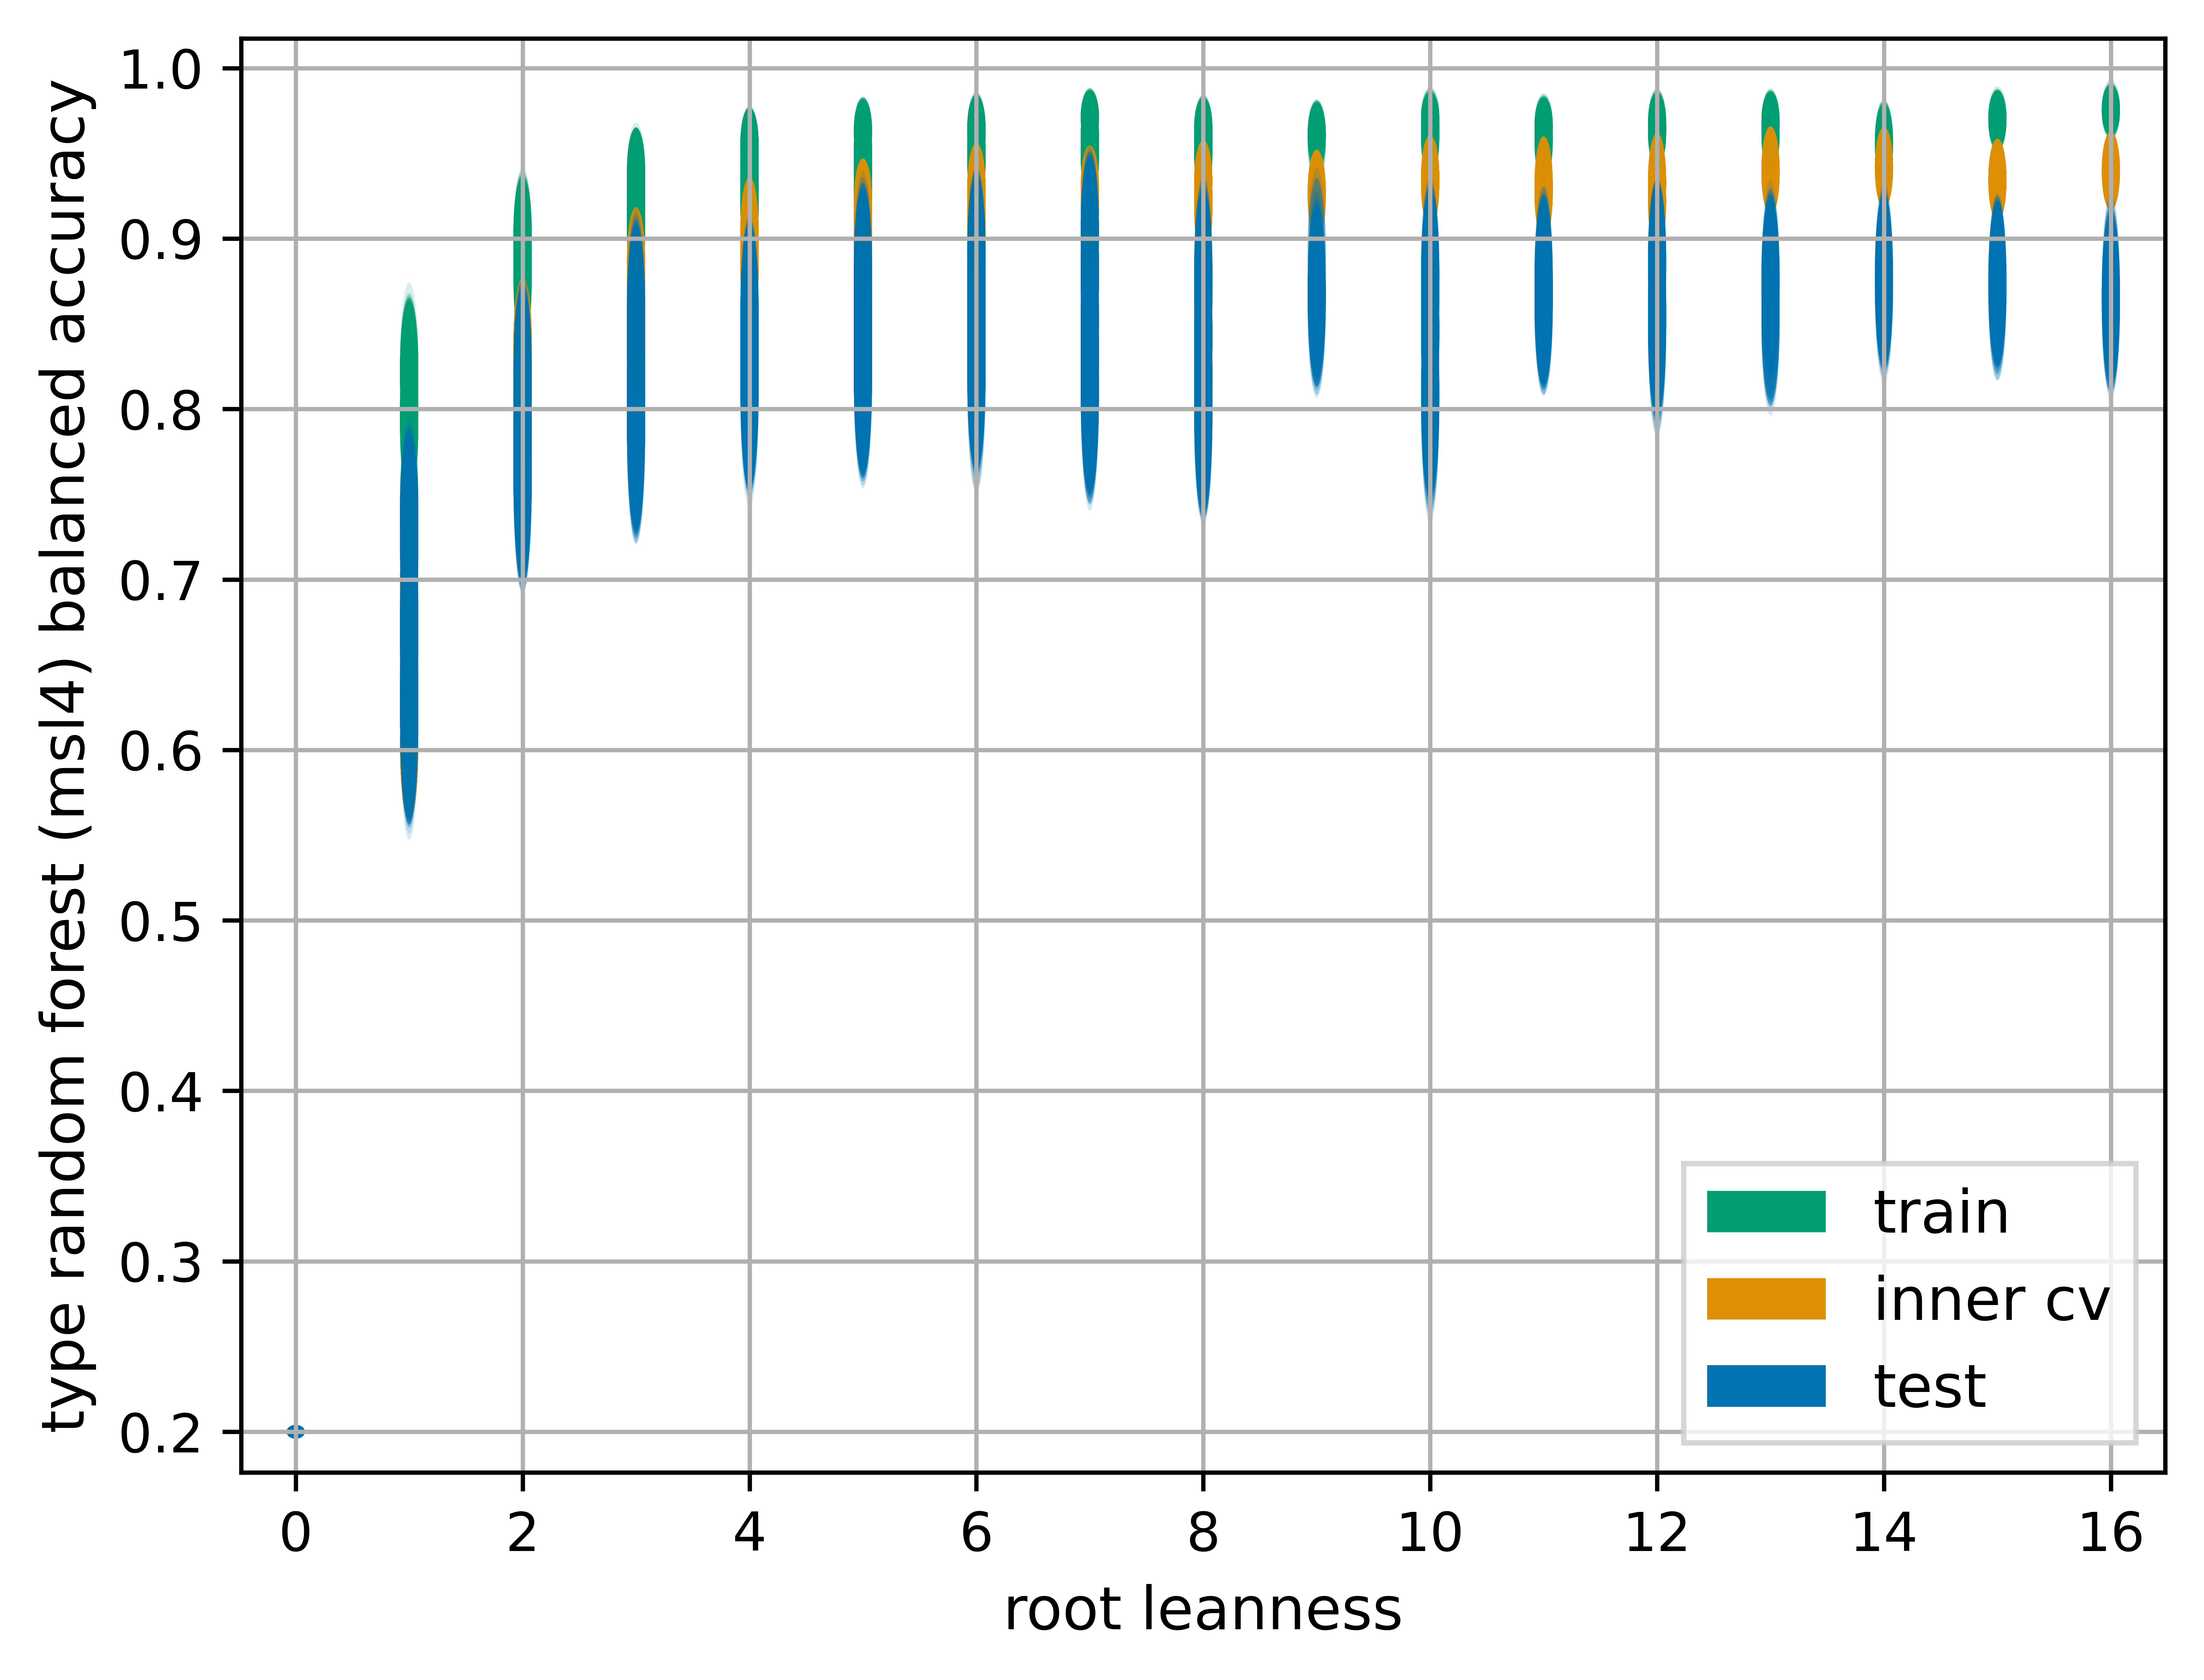 type random forest (msl4) balanced accuracy
1.0
0.9
0.8
0.7
0.6
0.5
0.4
0.3
0.2
0 2 4 6 8 10 12 14 16
root leanness
train
inner cv
test